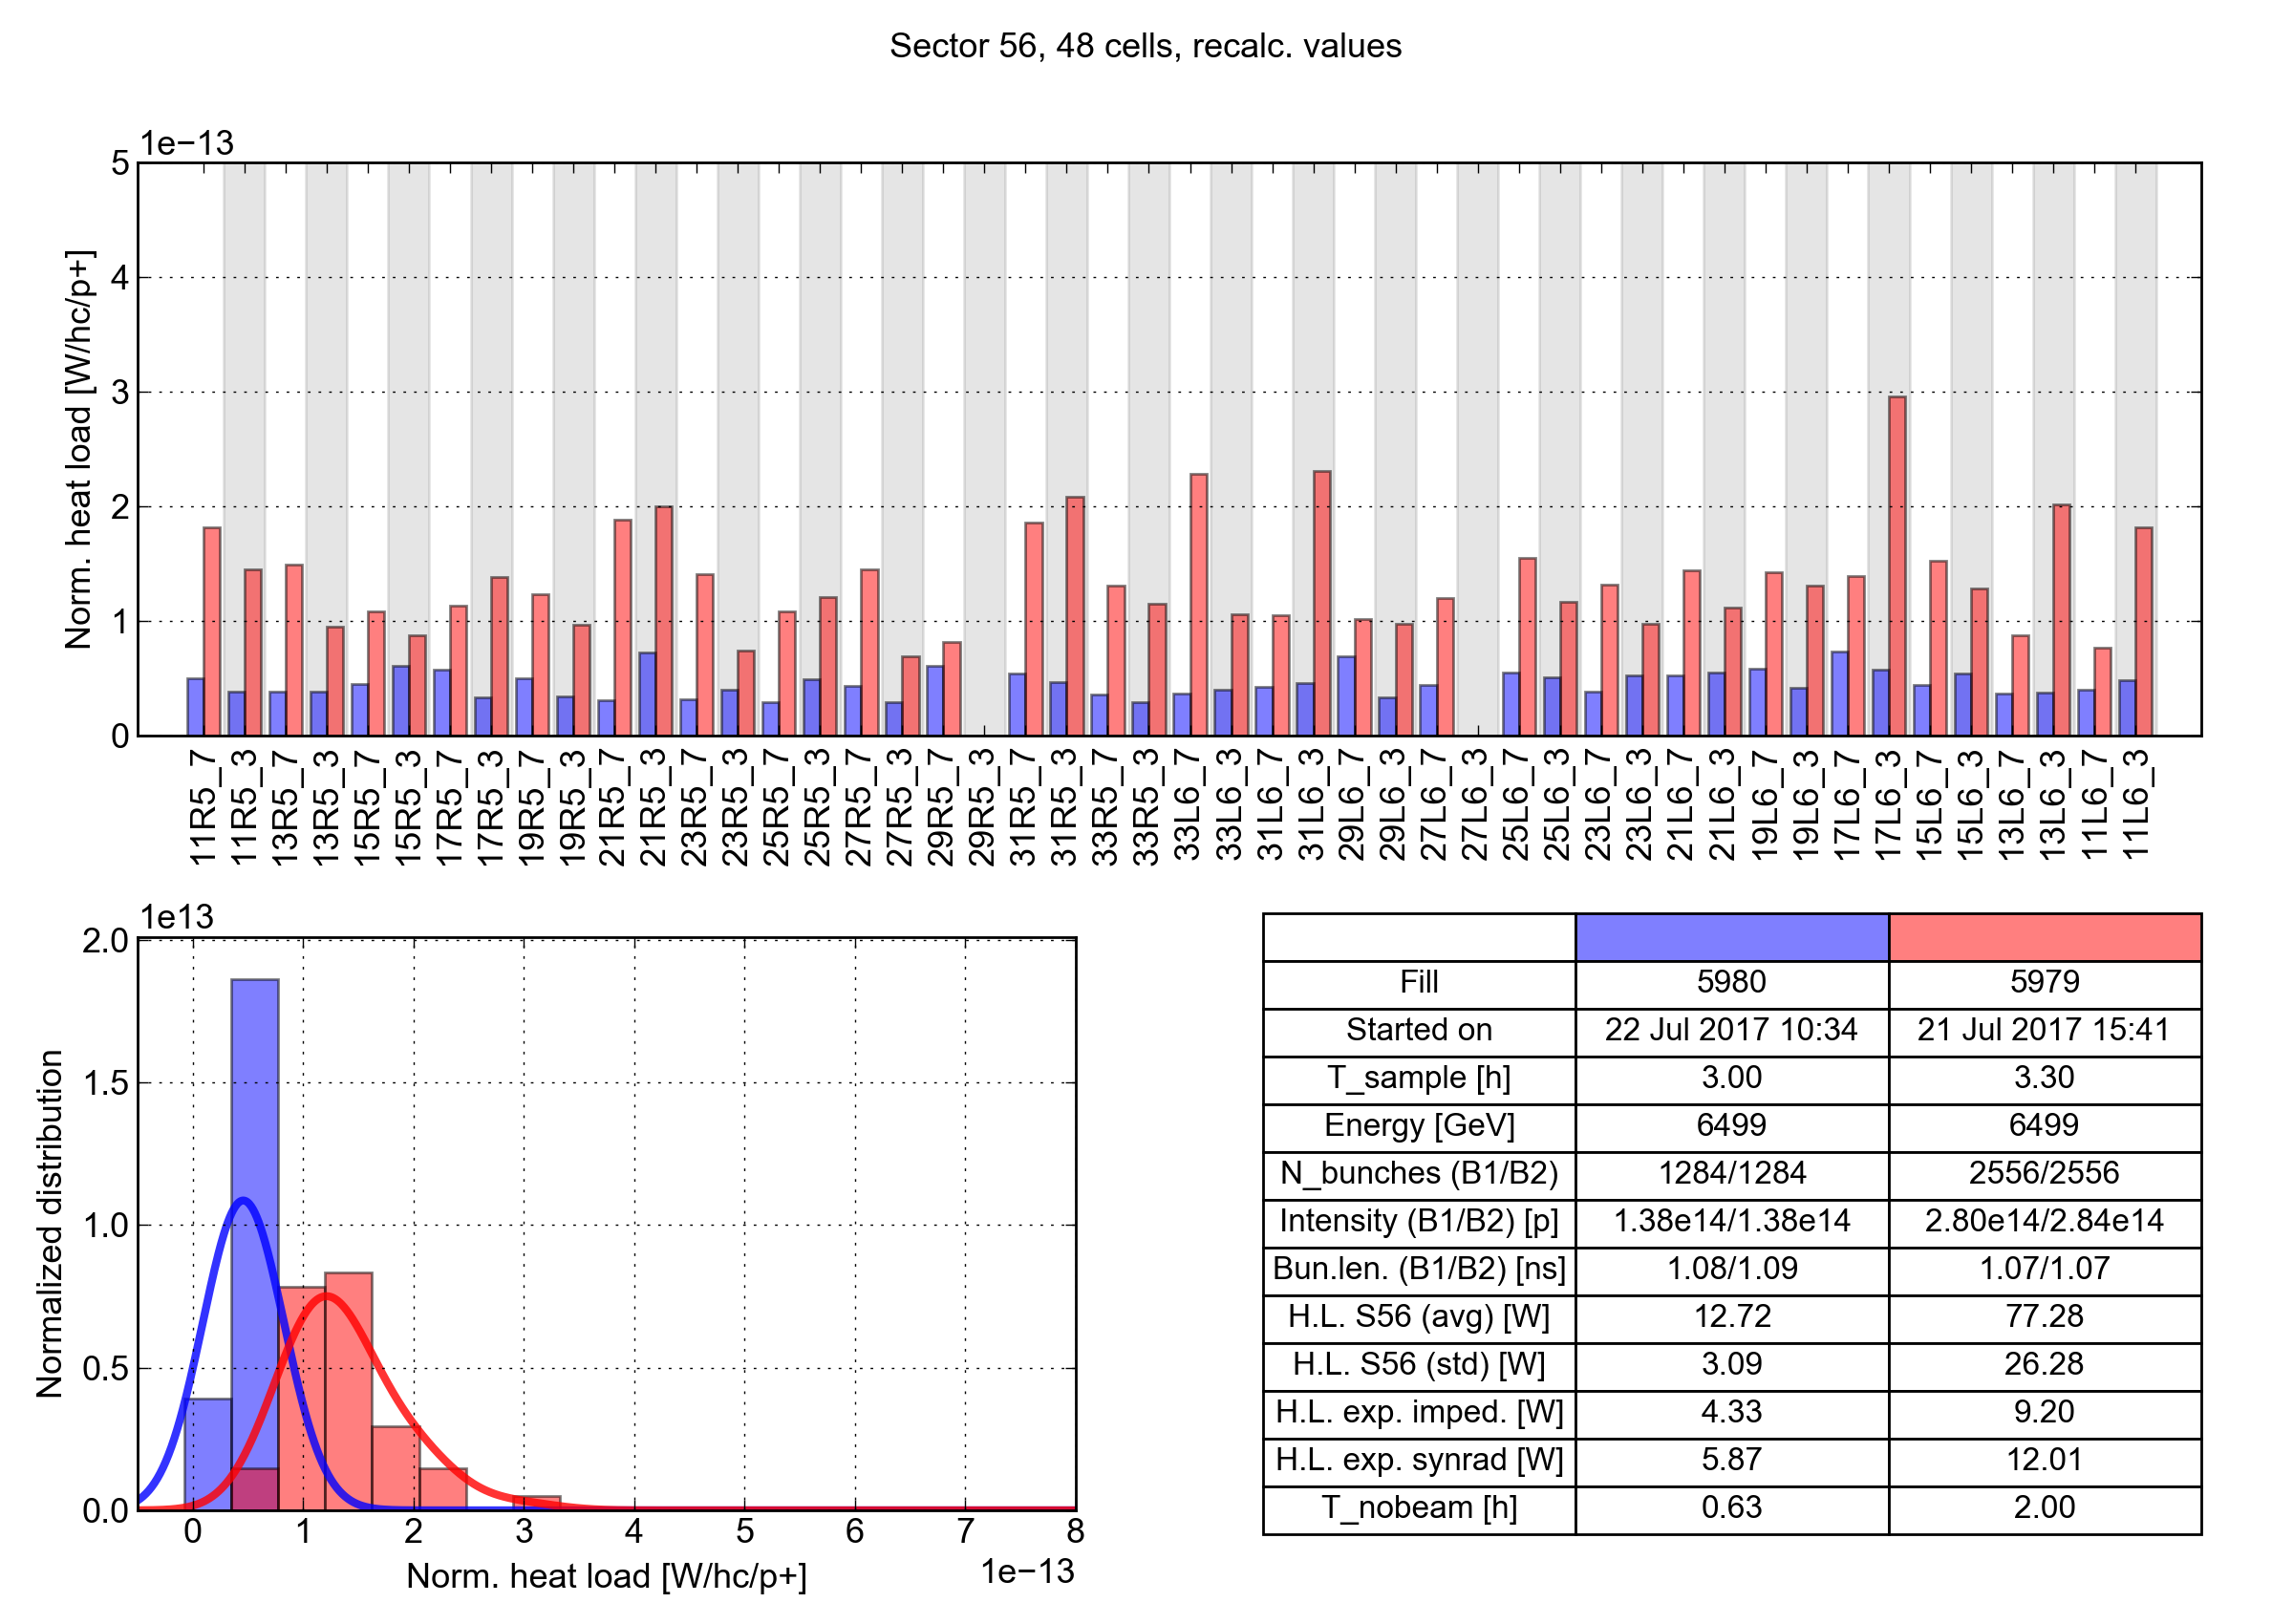 Sector 56, 48 cells, recalc. values
1e−13
5
4
3
2
1
0
Norm. heat load [W/hc/p+]
11R5_7 11R5_3 13R5_7 13R5_3 15R5_7 15R5_3 17R5_7 17R5_3 19R5_7 19R5_3 21R5_7 21R5_3 23R5_7 23R5_3 25R5_7 25R5_3 27R5_7 27R5_3 29R5_7 29R5_3 31R5_7 31R5_3 33R5_7 33R5_3 33L6_7 33L6_3 31L6_7 31L6_3 29L6_7 29L6_3 27L6_7 27L6_3 25L6_7 25L6_3 23L6_7 23L6_3 21L6_7 21L6_3 19L6_7 19L6_3 17L6_7 17L6_3 15L6_7 15L6_3 13L6_7 13L6_3 11L6_7 11L6_3
1e13
2.0
1.5
1.0
0.5
0.0
Normalized distribution
0 1 2 3 4 5 6 7 8
1e−13
Norm. heat load [W/hc/p+]
Fill 5980 5979
Started on 22 Jul 2017 10:34 21 Jul 2017 15:41
T_sample [h] 3.00 3.30
Energy [GeV] 6499 6499
N_bunches (B1/B2) 1284/1284 2556/2556
Intensity (B1/B2) [p] 1.38e14/1.38e14 2.80e14/2.84e14
Bun.len. (B1/B2) [ns] 1.08/1.09 1.07/1.07
H.L. S56 (avg) [W] 12.72 77.28
H.L. S56 (std) [W] 3.09 26.28
H.L. exp. imped. [W] 4.33 9.20
H.L. exp. synrad [W] 5.87 12.01
T_nobeam [h] 0.63 2.00